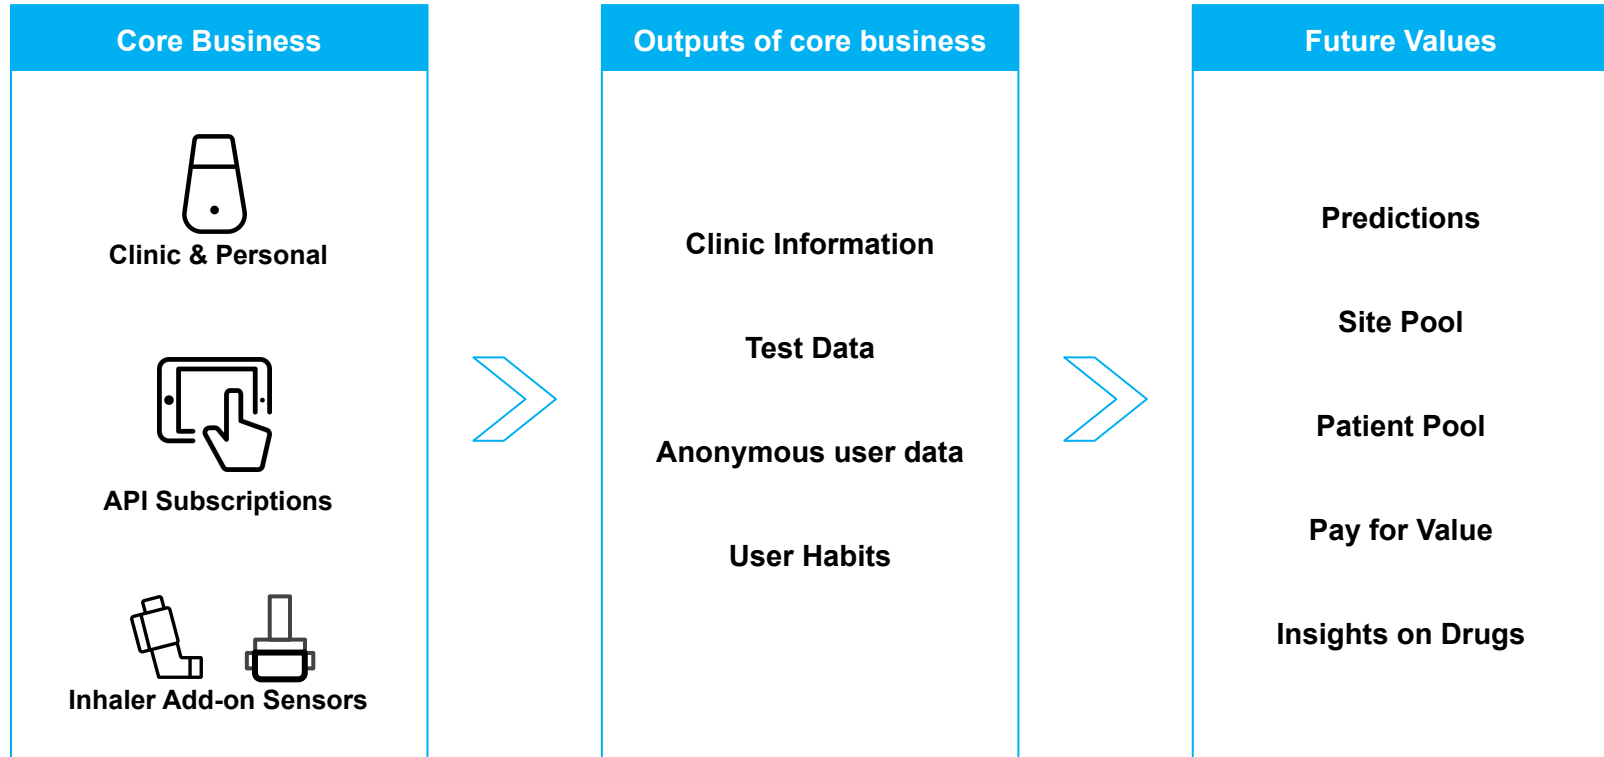 Core Business
Clinic & Personal
API Subscriptions
Inhaler Add-on Sensors
Outputs of core business
Clinic Information
Test Data
Anonymous user data
User Habits
Future Values
Predictions
Site Pool
Patient Pool
Pay for Value
Insights on Drugs